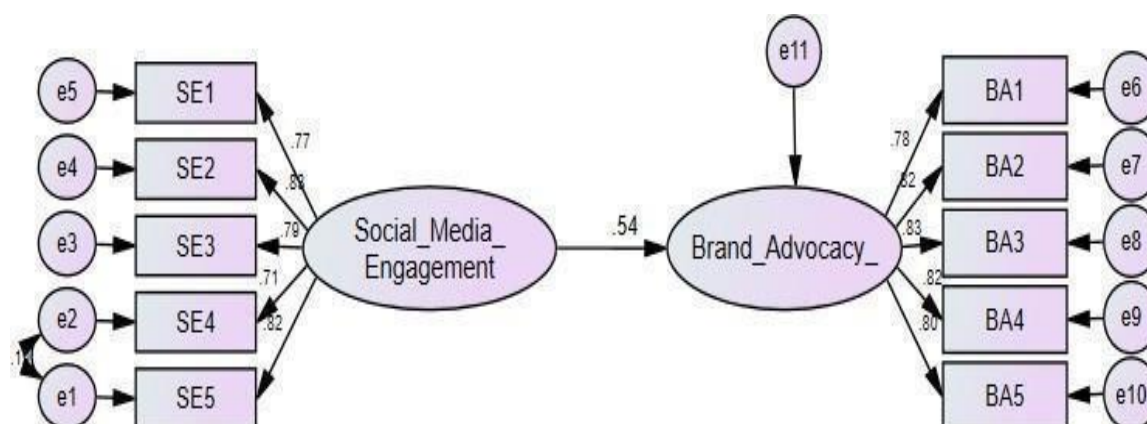 e11
e5
SE1
.77
e4
SE2
.83
e3
SE3
.79
Social_Media_
Engagement
.54
Brand_Advocacy_
e2
SE4
.71
e1
SE5
.82
.78
BA1
e6
.82
BA2
e7
.83
BA3
e8
.82
BA4
e9
.80
BA5
e10